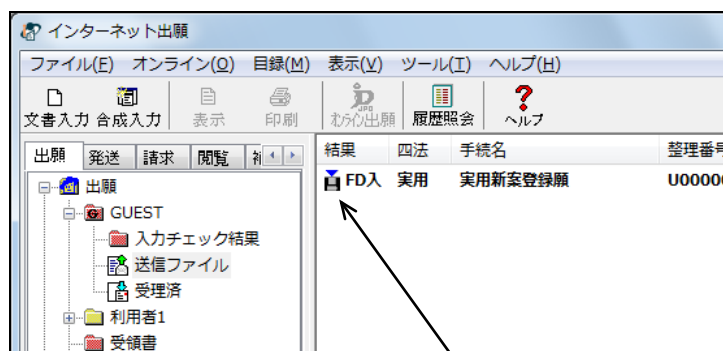 インターネット出願
ファイル(F) オンライン(O) 目録(M) 表示(V) ツール(T) ヘルプ(H)
文書入力 合成入力 表示 印刷 オンライン出願 履歴照会 ヘルプ
出願 発送 請求 閲覧
結果 四法 手続名 整理番号
FD入 実用 実用新案登録願 U00000
出願
GUEST
入力チェック結果
送信ファイル
受理済
利用者1
受領書